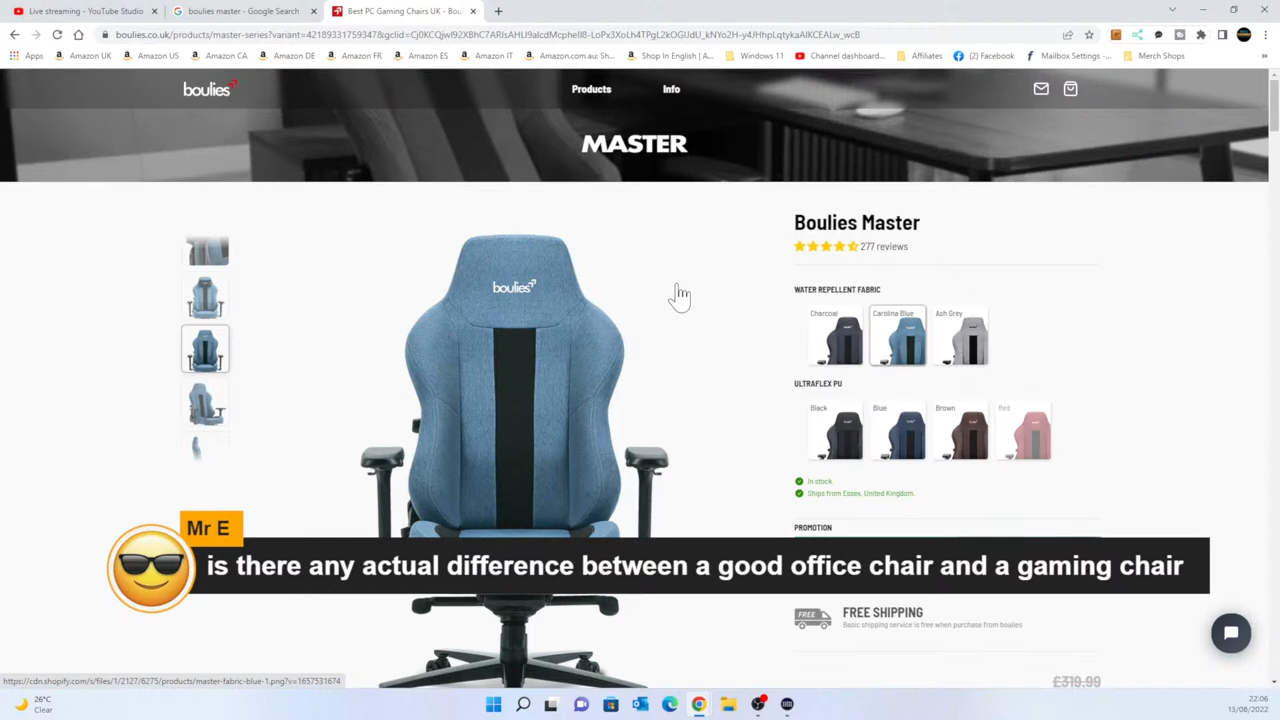 Live streaming - YouTube Studio
boulies master - Google Search
Best PC Gaming Chairs UK - Bou
boulies.co.uk/products/master-series?variant=42189331759347&gclid=Cj0KCQjwl92XBhC7ARIsAHLl9alcdMcphell8-LoPx3XoLh4TPgL2kOGlJdU_kNYo2H-y4JHhpLqtykaAlKCEALw_wcB
Apps Amazon UK Amazon US Amazon CA Amazon DE Amazon FR Amazon ES Amazon IT Amazon.com.au: Sh... Shop In English | A... Windows 11 Channel dashboard... Affiliates (2) Facebook Mailbox Settings -... Merch Shops
boulies
Products Info
MASTER
Boulies Master
277 reviews
WATER REPELLENT FABRIC
Charcoal Carolina Blue Ash Grey
boulies
ULTRAFLEX PU
Black Blue Brown Red
In stock.
Ships from Essex, United Kingdom.
PROMOTION
Mr E
is there any actual difference between a good office chair and a gaming chair
FREE
FREE SHIPPING
Basic shipping service is free when purchase from boulies
£319.99
https://cdn.shopify.com/s/files/1/2127/6275/products/master-fabric-blue-1.png?v=1657531674
26°C
Clear
22:06
13/08/2022